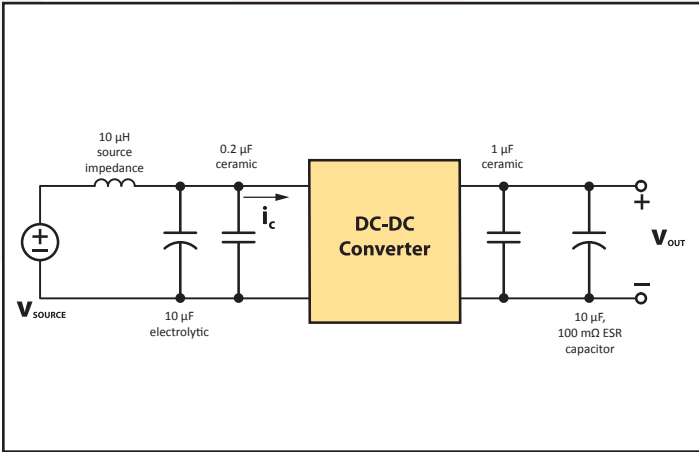 10 µH
source
impedance
0.2 µF
ceramic
1 µF
ceramic
i c
DC-DC
Converter
+
−
+
−
V OUT
V SOURCE
10 µF
electrolytic
10 µF,
100 mΩ ESR
capacitor